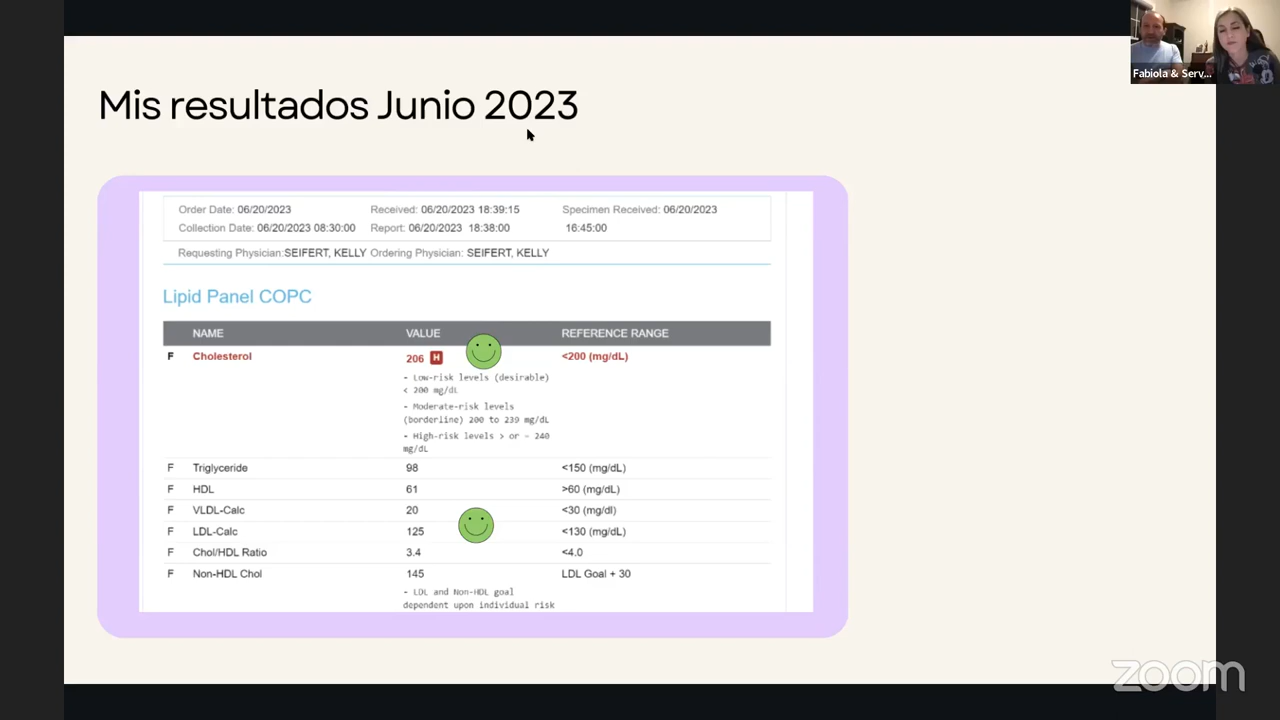 Fabiola & Serv...
Mis resultados Junio 2023
Order Date: 06/20/2023 Received: 06/20/2023 18:39:15 Specimen Received: 06/20/2023
Collection Date: 06/20/2023 08:30:00 Report: 06/20/2023 18:38:00 16:45:00
Requesting Physician:SEIFERT, KELLY Ordering Physician: SEIFERT, KELLY
Lipid Panel COPC
NAME VALUE REFERENCE RANGE
F Cholesterol 206 H <200 (mg/dL)
- Low-risk levels (desirable)
< 200 mg/dL
- Moderate-risk levels
(borderline) 200 to 239 mg/dL
- High-risk levels > or = 240
mg/dL
F Triglyceride 98 <150 (mg/dL)
F HDL 61 >60 (mg/dL)
F VLDL-Calc 20 <30 (mg/dl)
F LDL-Calc 125 <130 (mg/dL)
F Chol/HDL Ratio 3.4 <4.0
F Non-HDL Chol 145 LDL Goal + 30
- LDL and Non-HDL goal
dependent upon individual risk
zoom